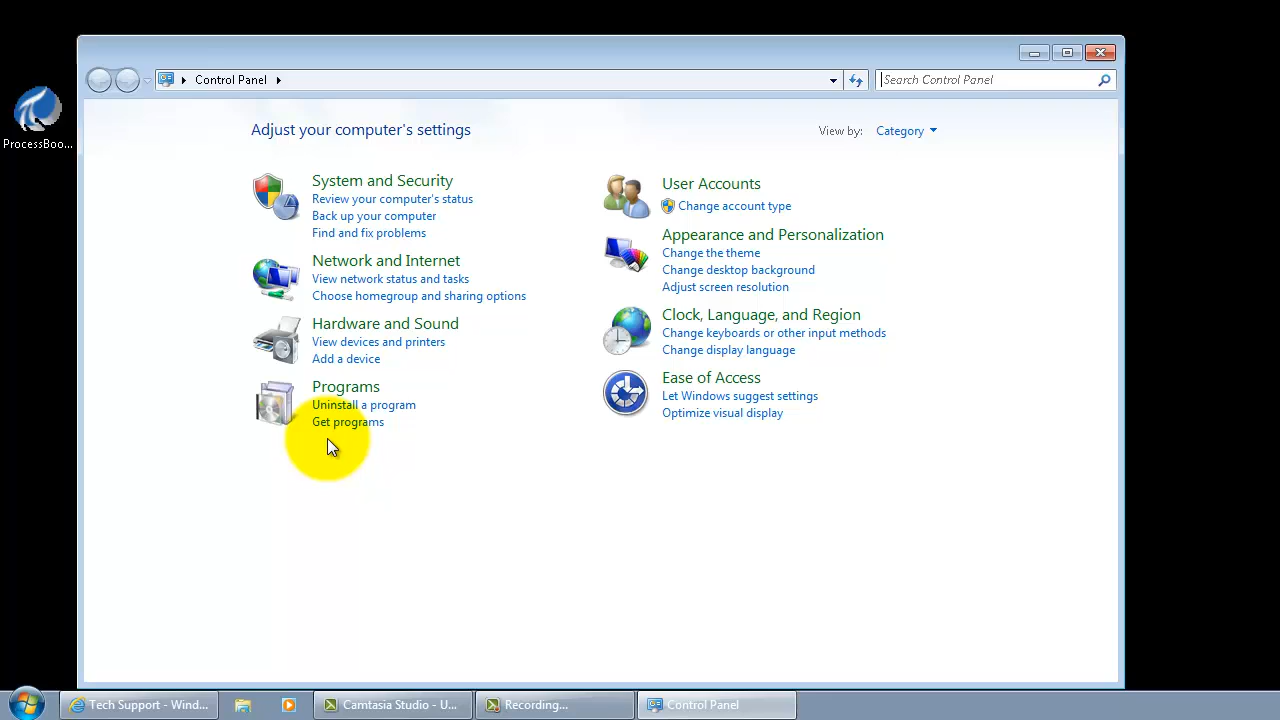 Control Panel
Search Control Panel
Adjust your computer's settings
View by: Category
ProcessBoo...
System and Security
Review your computer's status
Back up your computer
Find and fix problems
Network and Internet
View network status and tasks
Choose homegroup and sharing options
Hardware and Sound
View devices and printers
Add a device
Programs
Uninstall a program
Get programs
User Accounts
Change account type
Appearance and Personalization
Change the theme
Change desktop background
Adjust screen resolution
Clock, Language, and Region
Change keyboards or other input methods
Change display language
Ease of Access
Let Windows suggest settings
Optimize visual display
Tech Support - Wind...
Camtasia Studio - U...
Recording...
Control Panel